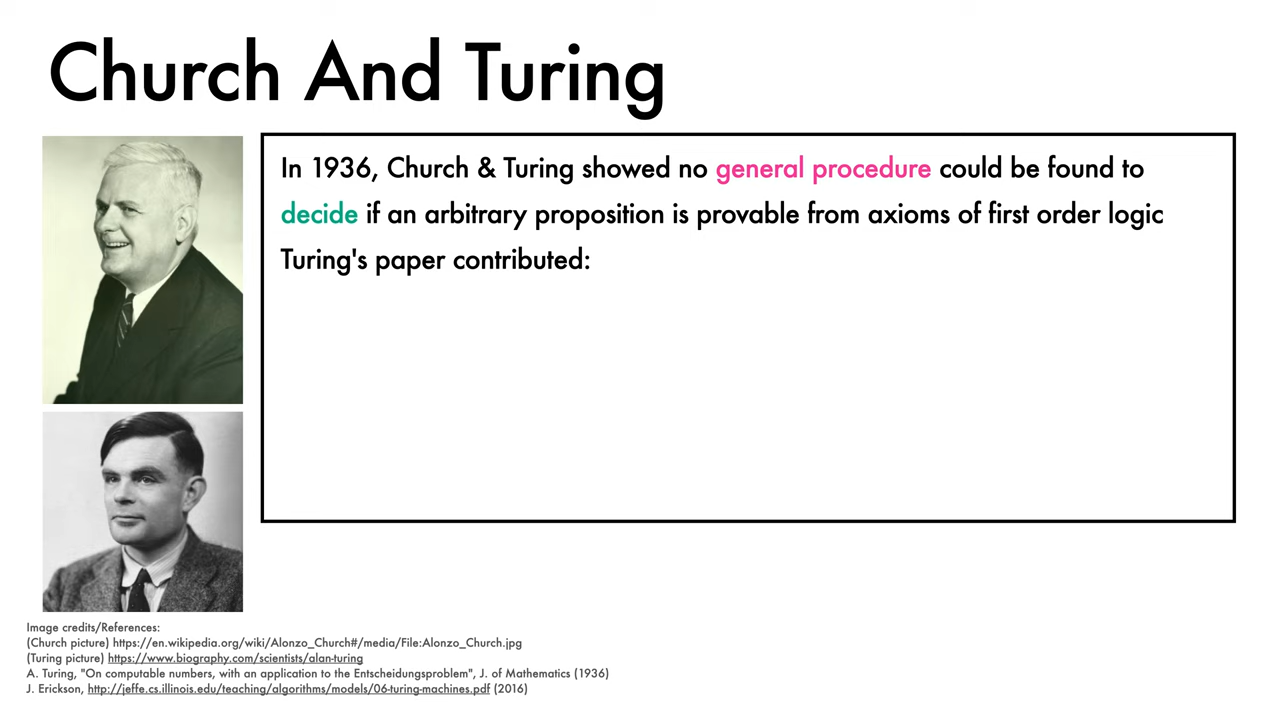 Church And Turing
In 1936, Church & Turing showed no general procedure could be found to
decide if an arbitrary proposition is provable from axioms of first order logic
Turing's paper contributed:
Image credits/References:
(Church picture) https://en.wikipedia.org/wiki/Alonzo_Church#/media/File:Alonzo_Church.jpg
(Turing picture) https://www.biography.com/scientists/alan-turing
A. Turing, "On computable numbers, with an application to the Entscheidungsproblem", J. of Mathematics (1936)
J. Erickson, http://jeffe.cs.illinois.edu/teaching/algorithms/models/06-turing-machines.pdf (2016)